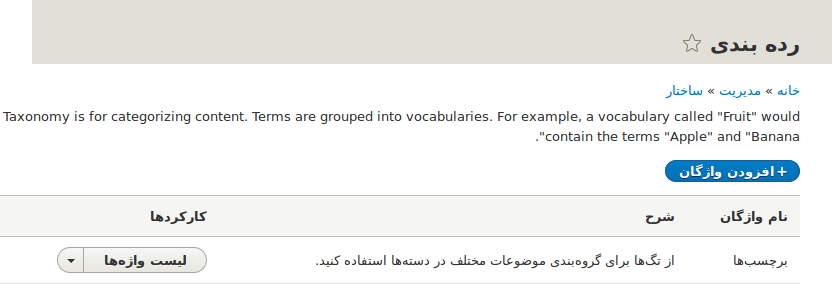 رده بندی
خانه » مدیریت » ساختار
Taxonomy is for categorizing content. Terms are grouped into vocabularies. For example, a vocabulary called "Fruit" would
contain the terms "Apple" and "Banana".
+ افزودن واژگان
نام واژگان شرح کارکردها
برچسب‌ها از تگ‌ها برای گروه‌بندی موضوعات مختلف در دسته‌ها استفاده کنید. لیست واژه‌ها